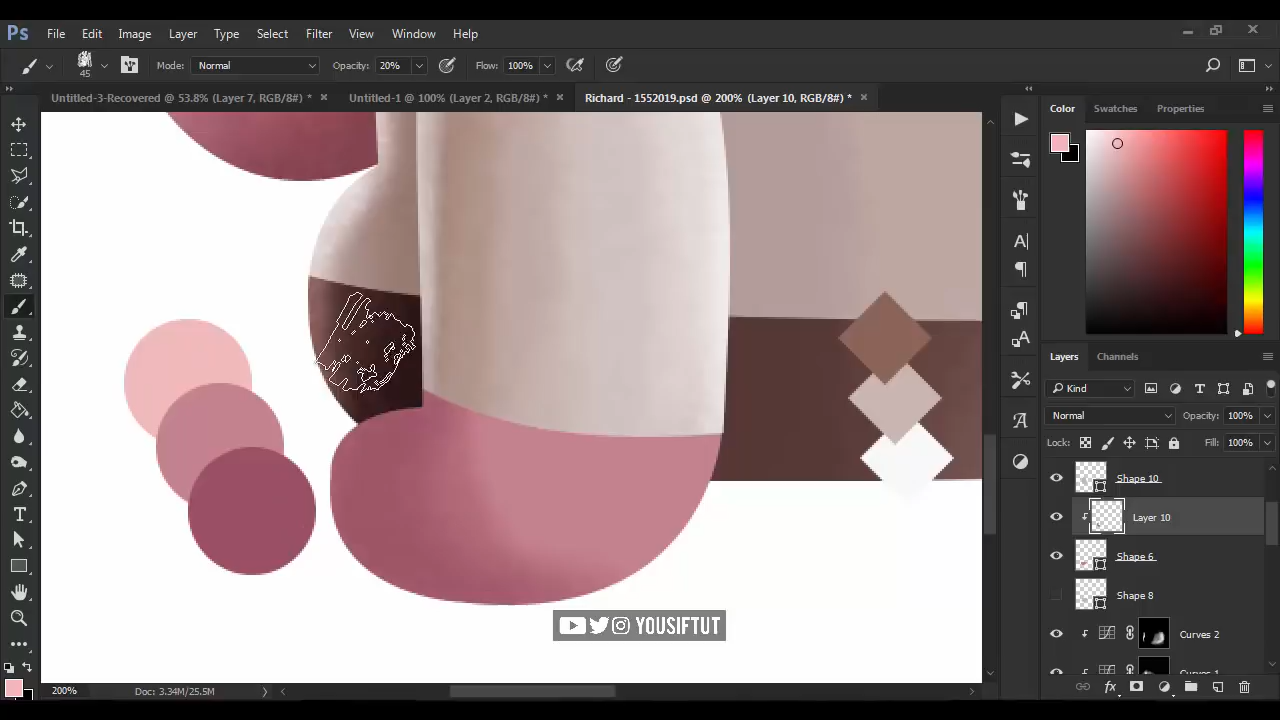 Ps File Edit Image Layer Type Select Filter View Window Help
45 Mode: Normal Opacity: 20% Flow: 100%
Untitled-3-Recovered @ 53.8% (Layer 7, RGB/8#) * Untitled-1 @ 100% (Layer 2, RGB/8#) * Richard - 1552019.psd @ 200% (Layer 10, RGB/8#) *
Color Swatches Properties
Layers Channels
Kind
Normal Opacity: 100%
Lock: Fill: 100%
Shape 10
Layer 10
Shape 6
Shape 8
Curves 2
Curves 1
YOUSIFTUT
200% Doc: 3.34M/25.5M